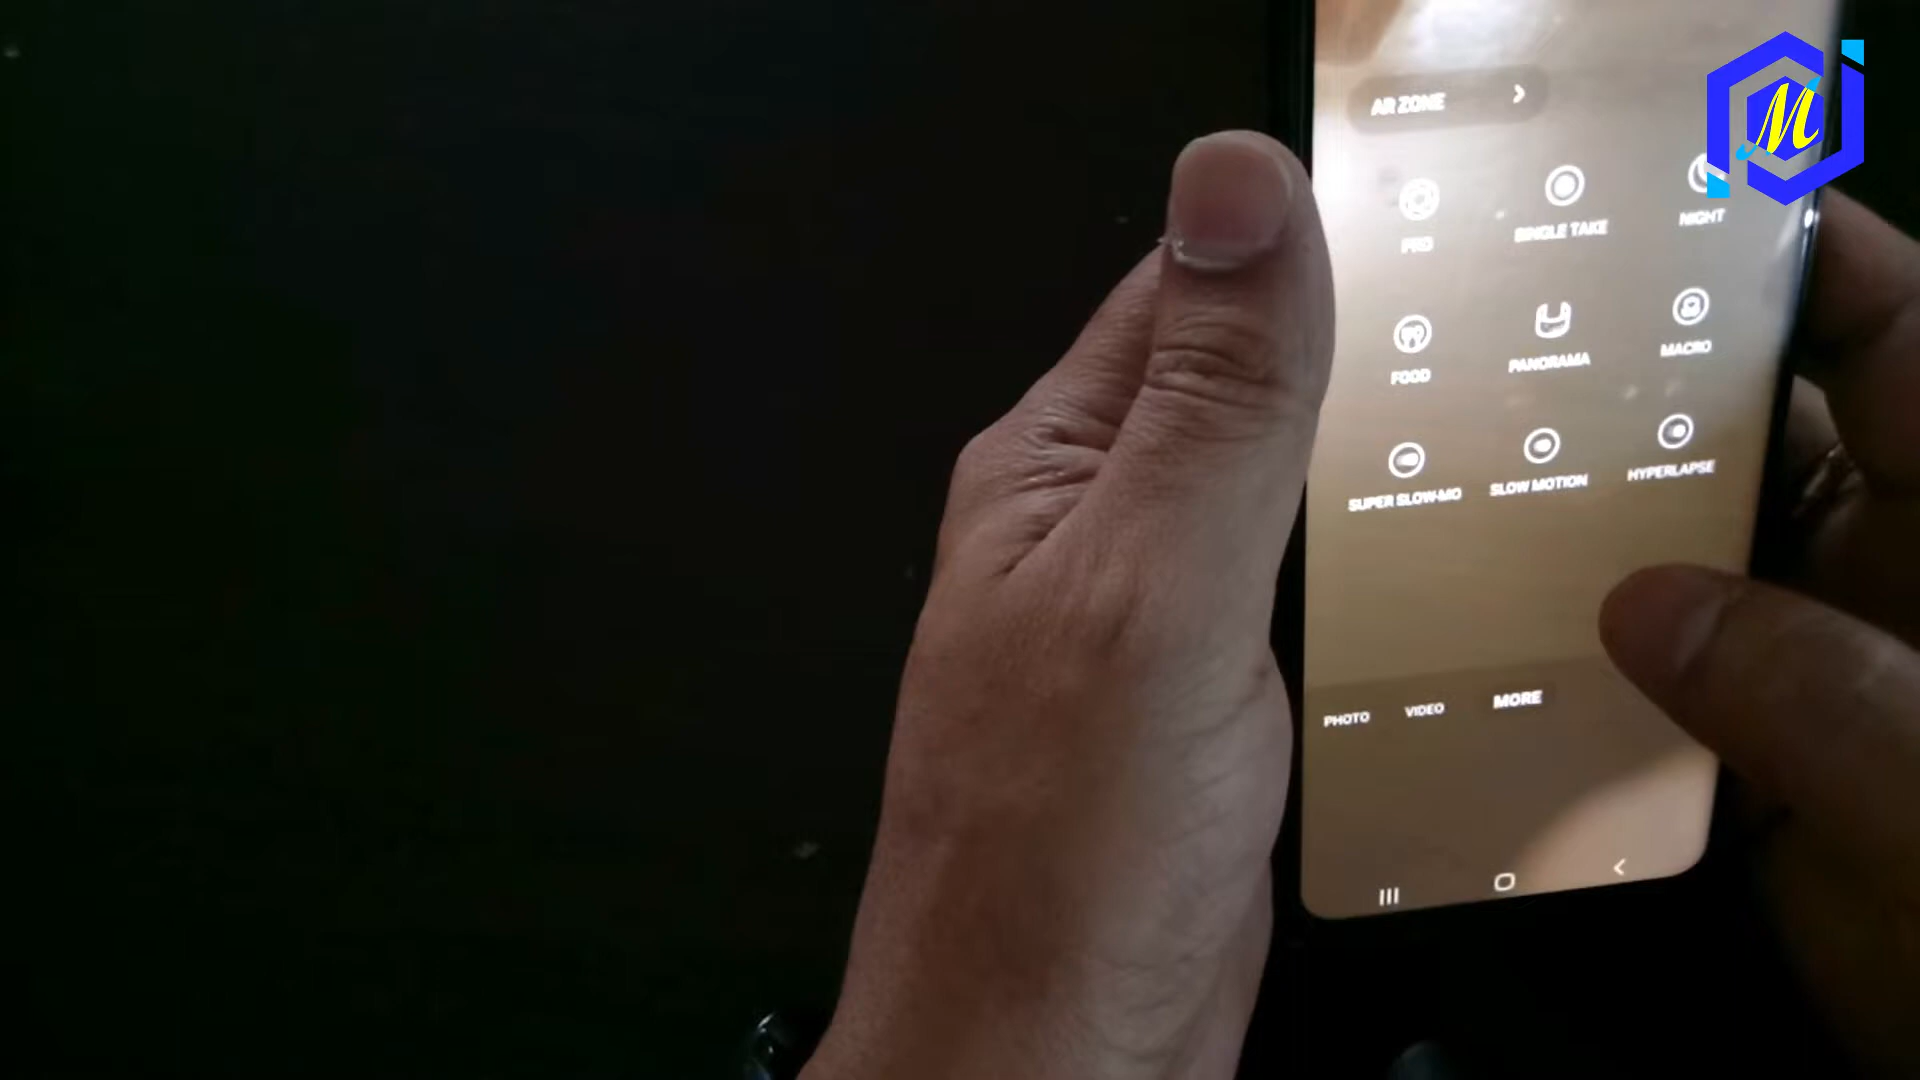 AR ZONE
PRO
SINGLE TAKE
NIGHT
FOOD
PANORAMA
MACRO
SUPER SLOW-MO
SLOW MOTION
HYPERLAPSE
PHOTO
VIDEO
MORE
M